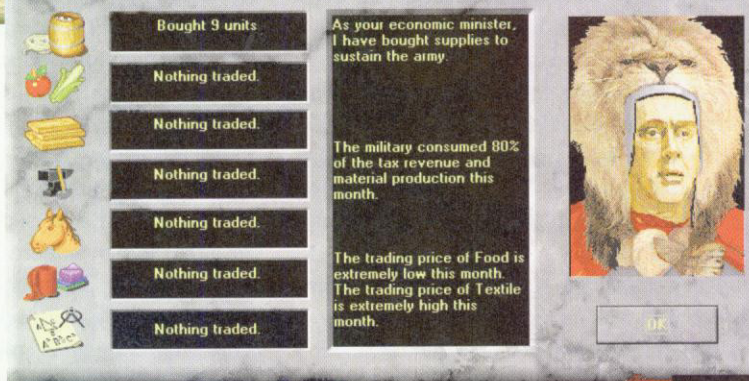 Bought 9 units
Nothing traded.
Nothing traded.
Nothing traded.
Nothing traded.
Nothing traded.
Nothing traded.
As your economic minister,
I have bought supplies to
sustain the army.
The military consumed 80%
of the tax revenue and
material production this
month.
The trading price of Food is
extremely low this month.
The trading price of Textile
is extremely high this
month.
OK